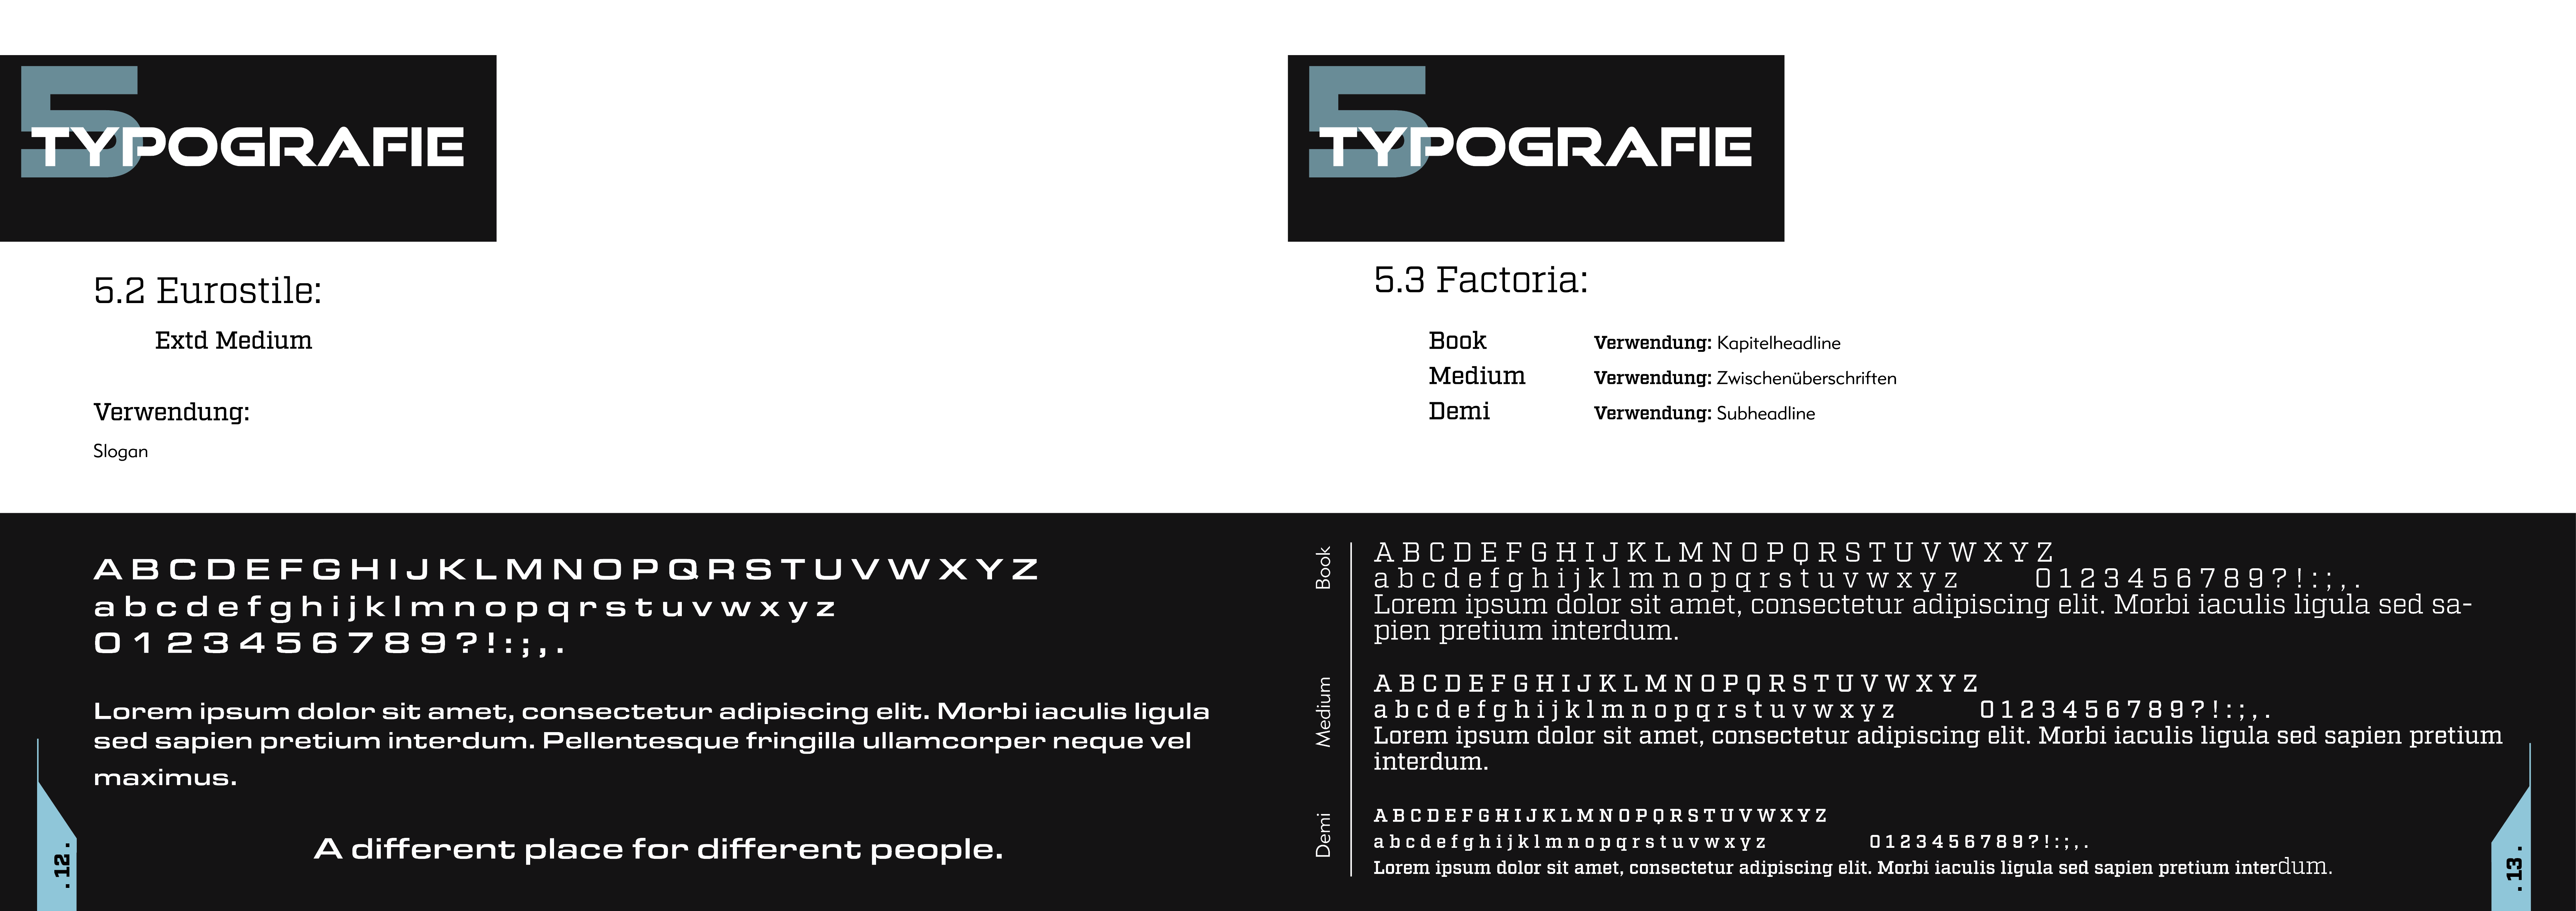 5
TYPOGRAFIE
5.2 Eurostile:
Extd Medium
Verwendung:
Slogan
A B C D E F G H I J K L M N O P Q R S T U V W X Y Z
a b c d e f g h i j k l m n o p q r s t u v w x y z
0 1 2 3 4 5 6 7 8 9 ? ! : ; , .
Lorem ipsum dolor sit amet, consectetur adipiscing elit. Morbi iaculis ligula
sed sapien pretium interdum. Pellentesque fringilla ullamcorper neque vel
maximus.
A different place for different people.
. 12 .
5
TYPOGRAFIE
5.3 Factoria:
Book Verwendung: Kapitelheadline
Medium Verwendung: Zwischenüberschriften
Demi Verwendung: Subheadline
Book
A B C D E F G H I J K L M N O P Q R S T U V W X Y Z
a b c d e f g h i j k l m n o p q r s t u v w x y z 0 1 2 3 4 5 6 7 8 9 ? ! : ; , .
Lorem ipsum dolor sit amet, consectetur adipiscing elit. Morbi iaculis ligula sed sa-
pien pretium interdum.
Medium
A B C D E F G H I J K L M N O P Q R S T U V W X Y Z
a b c d e f g h i j k l m n o p q r s t u v w x y z 0 1 2 3 4 5 6 7 8 9 ? ! : ; , .
Lorem ipsum dolor sit amet, consectetur adipiscing elit. Morbi iaculis ligula sed sapien pretium
interdum.
Demi
A B C D E F G H I J K L M N O P Q R S T U V W X Y Z
a b c d e f g h i j k l m n o p q r s t u v w x y z 0 1 2 3 4 5 6 7 8 9 ? ! : ; , .
Lorem ipsum dolor sit amet, consectetur adipiscing elit. Morbi iaculis ligula sed sapien pretium interdum.
. 13 .